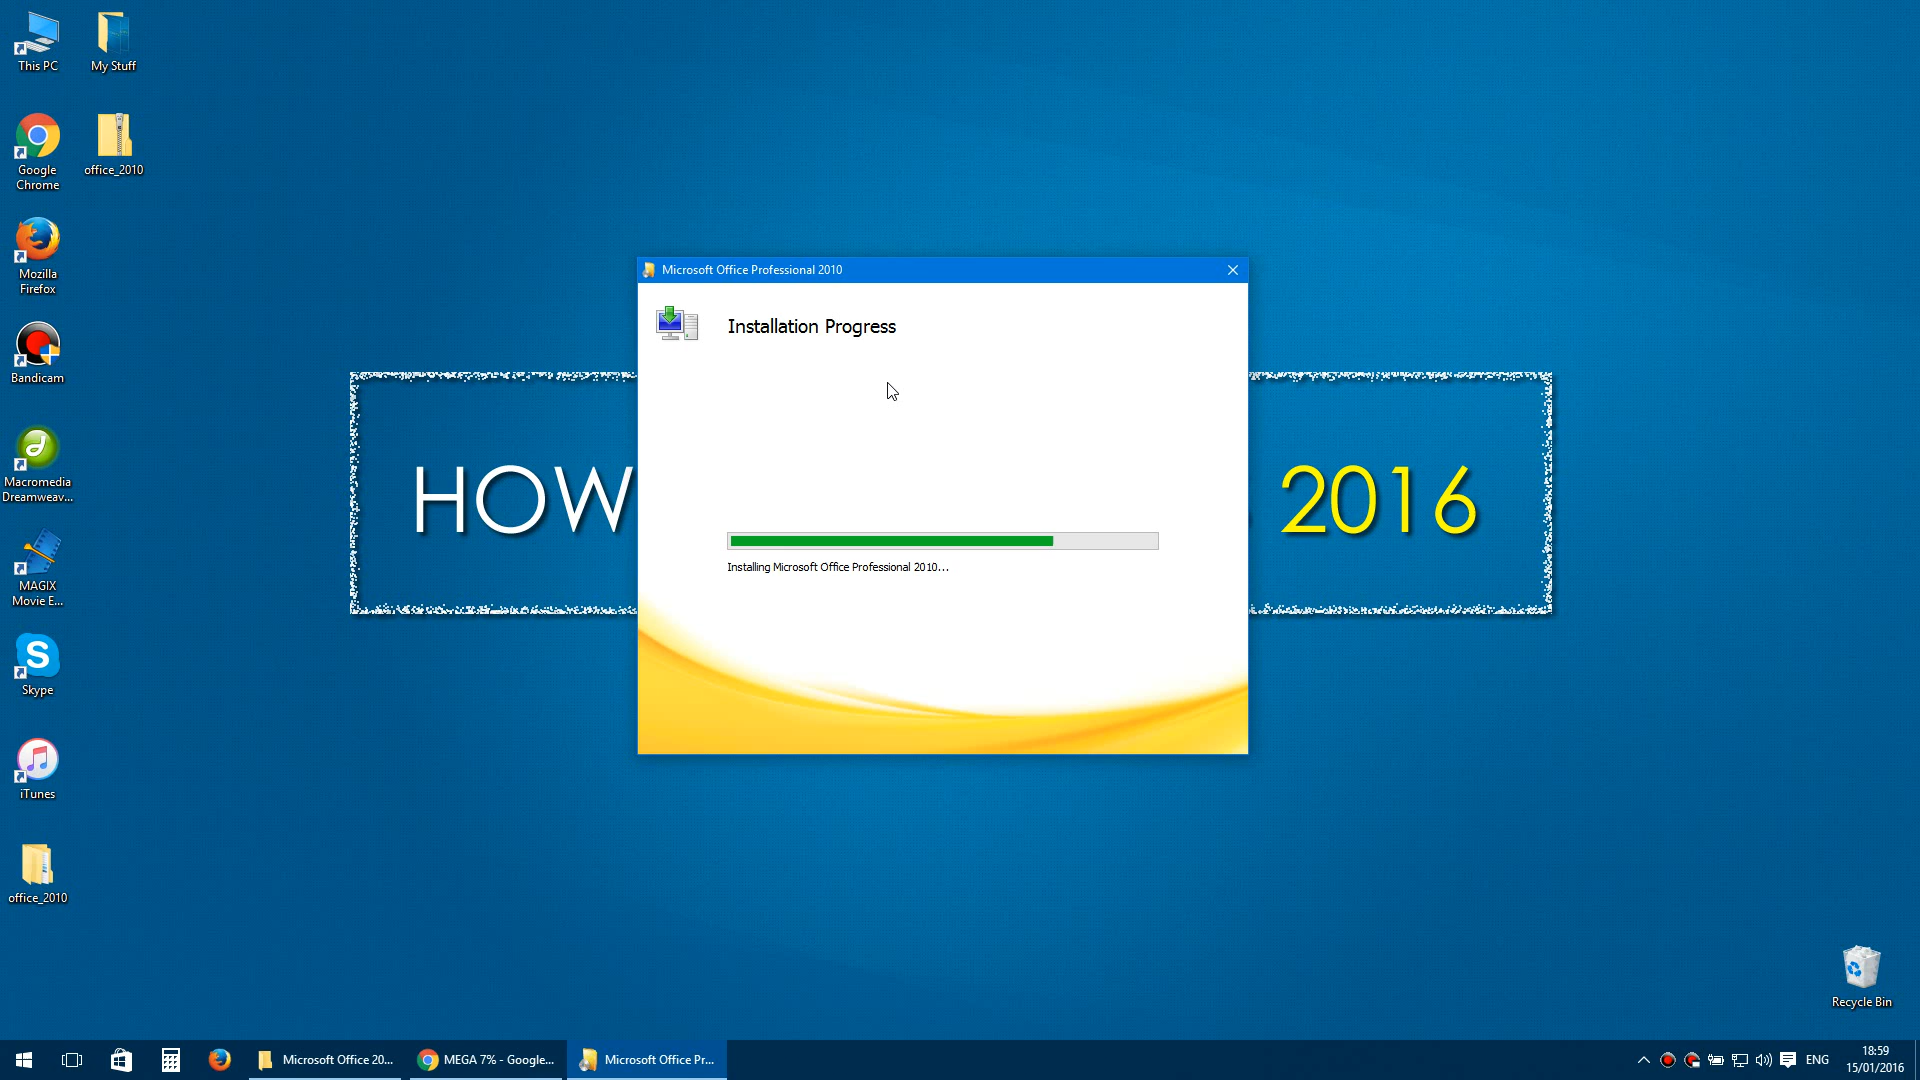 This PC
My Stuff
Google
Chrome
office_2010
Mozilla
Firefox
Bandicam
Macromedia
Dreamweav...
MAGIX
Movie E...
Skype
iTunes
office_2010
Microsoft Office Professional 2010
Installation Progress
Installing Microsoft Office Professional 2010...
HOW
2016
Recycle Bin
Microsoft Office 20...
MEGA 7% - Google...
Microsoft Office Pr...
ENG
18:59
15/01/2016